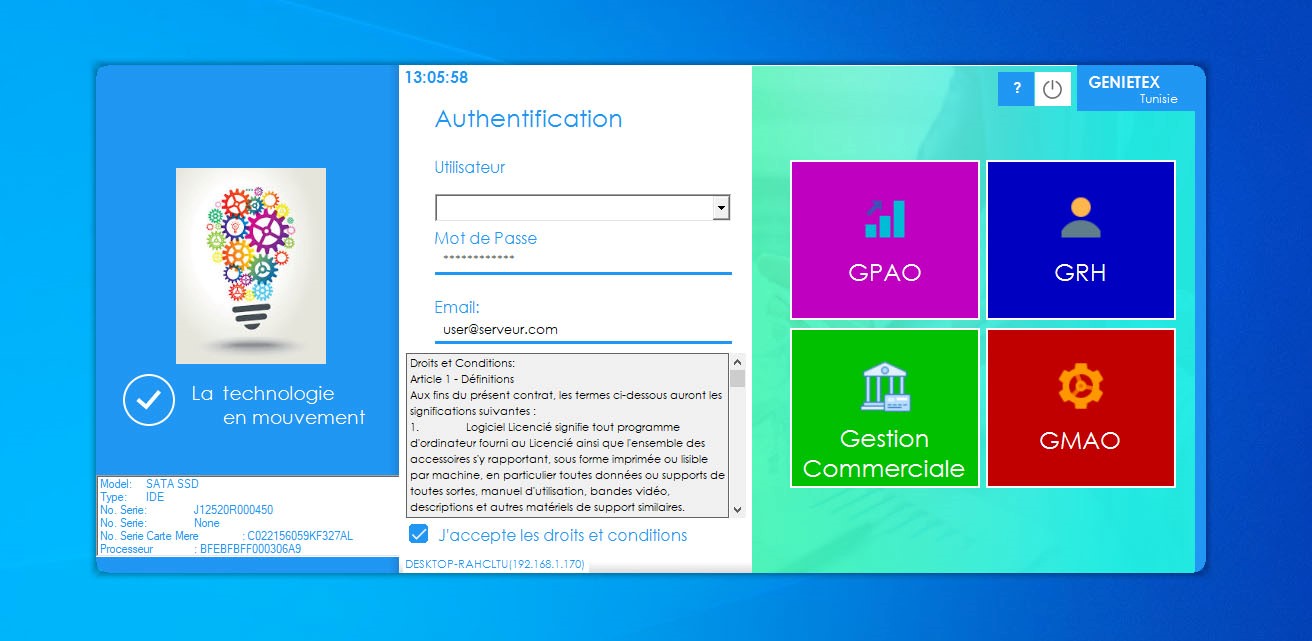 13:05:58
?
GENIETEX
Tunisie
Authentification
Utilisateur
Mot de Passe
************
Email:
user@serveur.com
Droits et Conditions:
Article 1 - Définitions
Aux fins du présent contrat, les termes ci-dessous auront les
significations suivantes :
1. Logiciel Licencié signifie tout programme
d'ordinateur fourni au Licencié ainsi que l'ensemble des
accessoires s'y rapportant, sous forme imprimée ou lisible
par machine, en particulier toutes données ou supports de
toutes sortes, manuel d'utilisation, bandes vidéo,
descriptions et autres matériels de support similaires.
J'accepte les droits et conditions
DESKTOP-RAHCLTU(192.168.1.170)
La technologie
en mouvement
Model: SATA SSD
Type: IDE
No. Serie: J12520R000450
No. Serie: None
No. Serie Carte Mere : C022156059KF327AL
Processeur : BFEBFBFF000306A9
GPAO
GRH
Gestion
Commerciale
GMAO